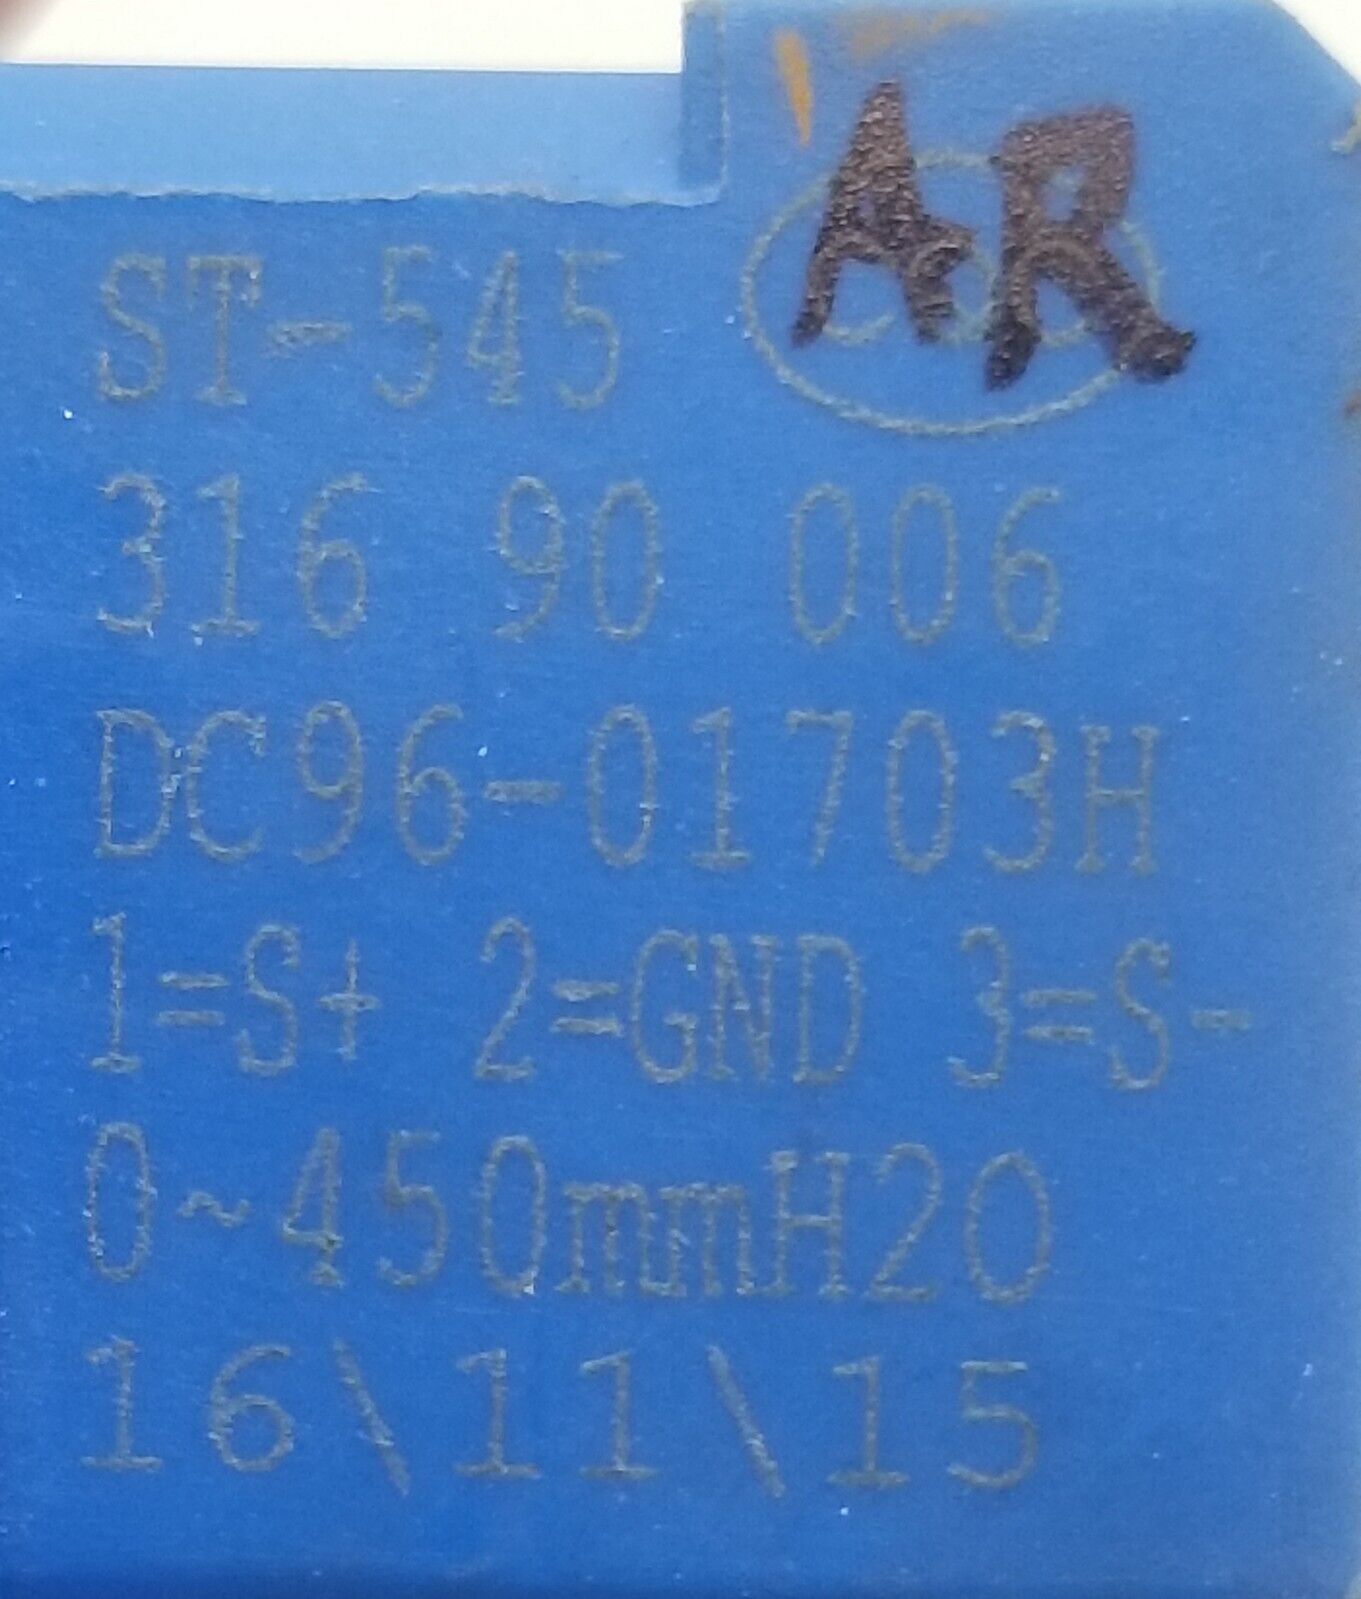 AR
ST-545
316 90 006
DC96-01703H
1=S+ 2=GND 3=S-
0~450mmH2O
16\11\15